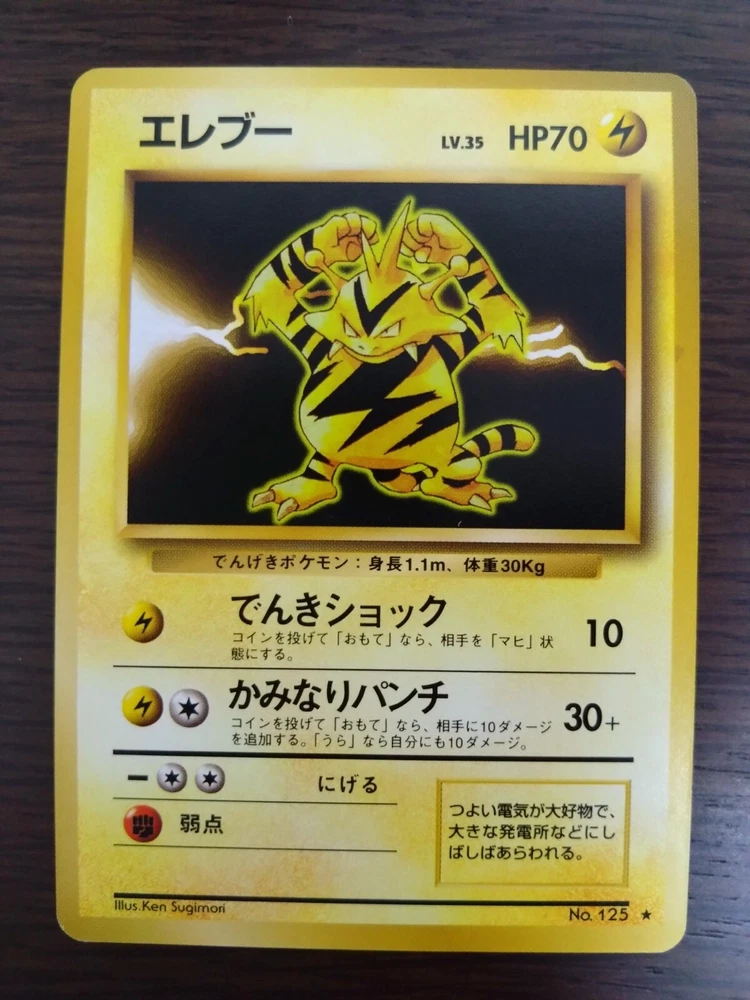 エレブー LV.35 HP70
でんげきポケモン：身長1.1m、体重30Kg
でんきショック 10
コインを投げて「おもて」なら、相手を「マヒ」状
態にする。
かみなりパンチ 30+
コインを投げて「おもて」なら、相手に10ダメージ
を追加する。「うら」なら自分にも10ダメージ。
にげる
弱点
つよい電気が大好物で、
大きな発電所などにし
ばしばあらわれる。
Illus.Ken Sugimori
No. 125 ★